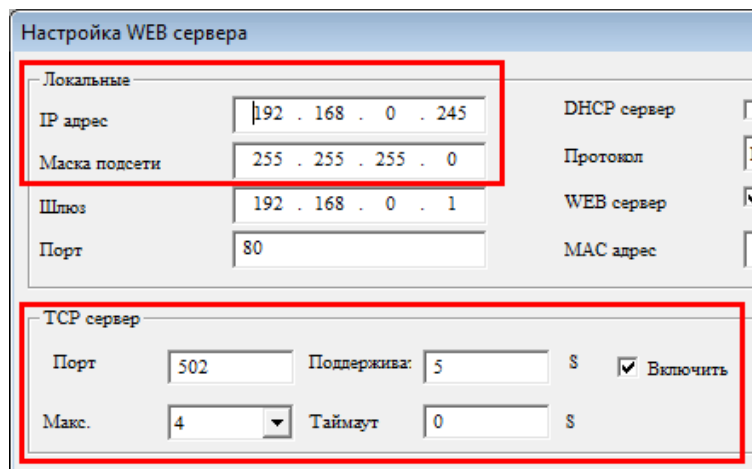 Настройка WEB сервера
Локальные
IP адрес 192 . 168 . 0 . 245 DHCP сервер
Маска подсети 255 . 255 . 255 . 0 Протокол
Шлюз 192 . 168 . 0 . 1 WEB сервер
Порт 80 MAC адрес
TCP сервер
Порт 502 Поддержива: 5 S Включить
Макс. 4 Таймаут 0 S